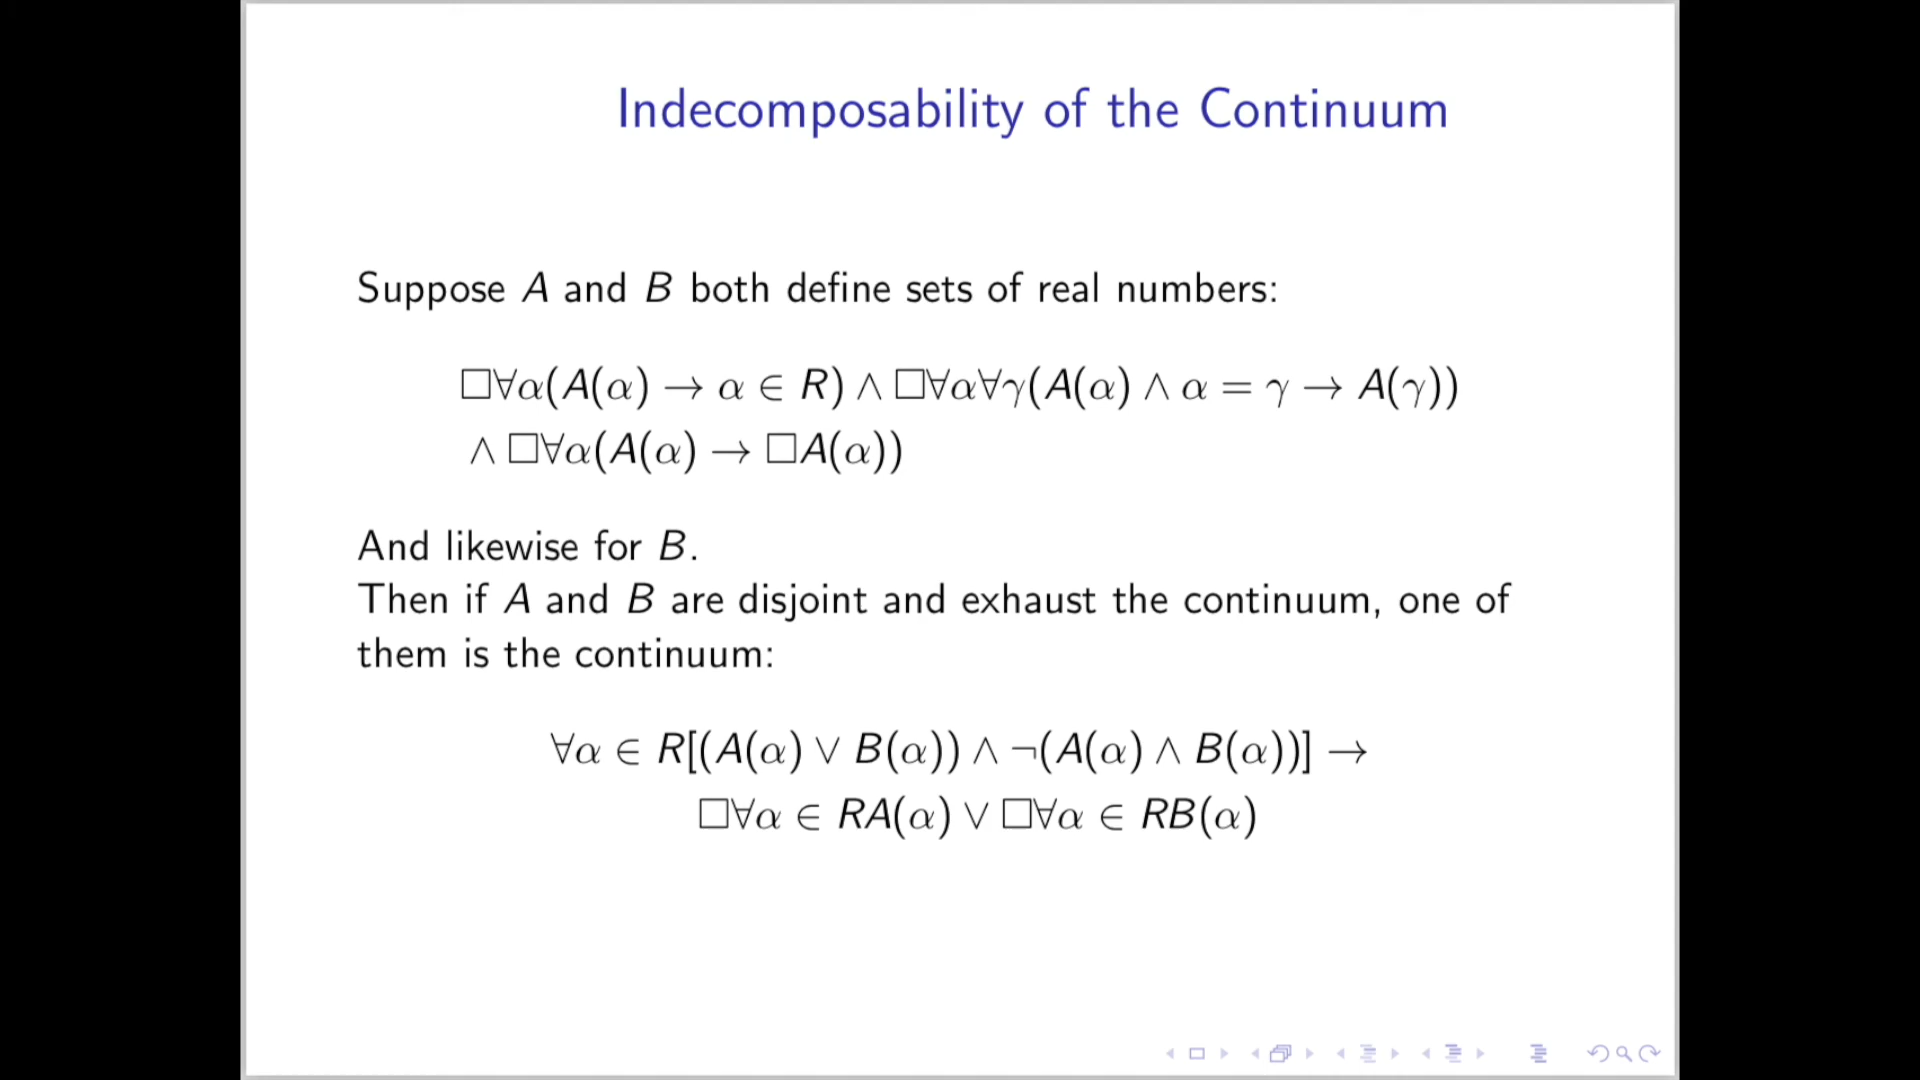 Indecomposability of the Continuum
Suppose A and B both define sets of real numbers:
□∀α(A(α) → α ∈ R) ∧ □∀α∀γ(A(α) ∧ α = γ → A(γ))
∧ □∀α(A(α) → □A(α))
And likewise for B.
Then if A and B are disjoint and exhaust the continuum, one of
them is the continuum:
∀α ∈ R[(A(α) ∨ B(α)) ∧ ¬(A(α) ∧ B(α))] →
□∀α ∈ RA(α) ∨ □∀α ∈ RB(α)